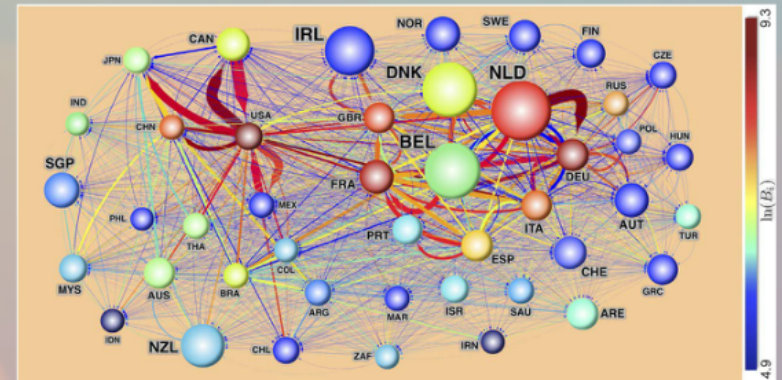 NOR
SWE
FIN
IRL
CAN
JPN
CZE
DNK
NLD
RUS
IND
CHN
USA
GBR
POL
HUN
BEL
SGP
FRA
DEU
PHL
MEX
THA
PRT
ITA
AUT
TUR
COL
ESP
CHE
MYS
AUS
BRA
ARG
MAR
ISR
SAU
ARE
GRC
IDN
NZL
CHL
ZAF
IRN
9.3
ln(Bᵢ)
4.9